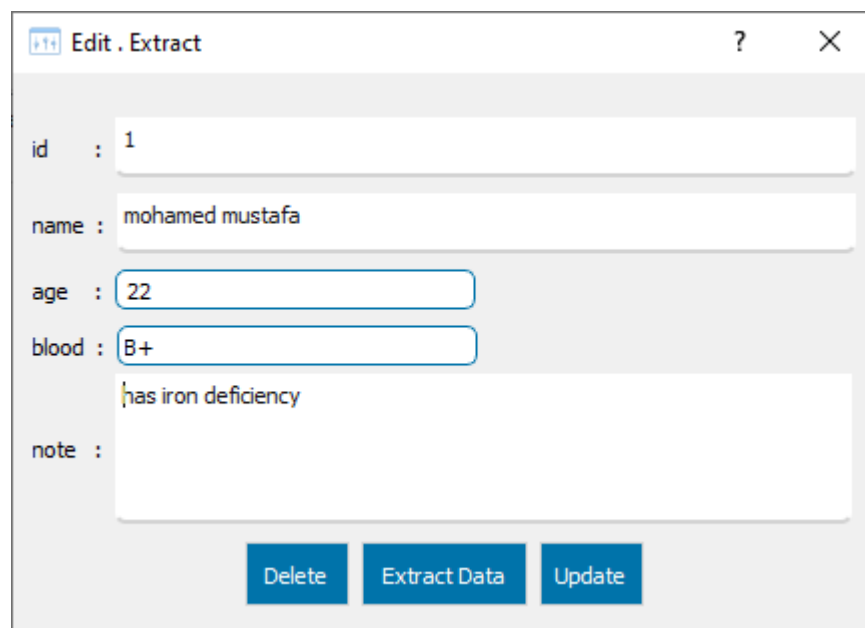 Edit . Extract ?
id : 1
name : mohamed mustafa
age : 22
blood : B+
note : has iron deficiency
Delete Extract Data Update